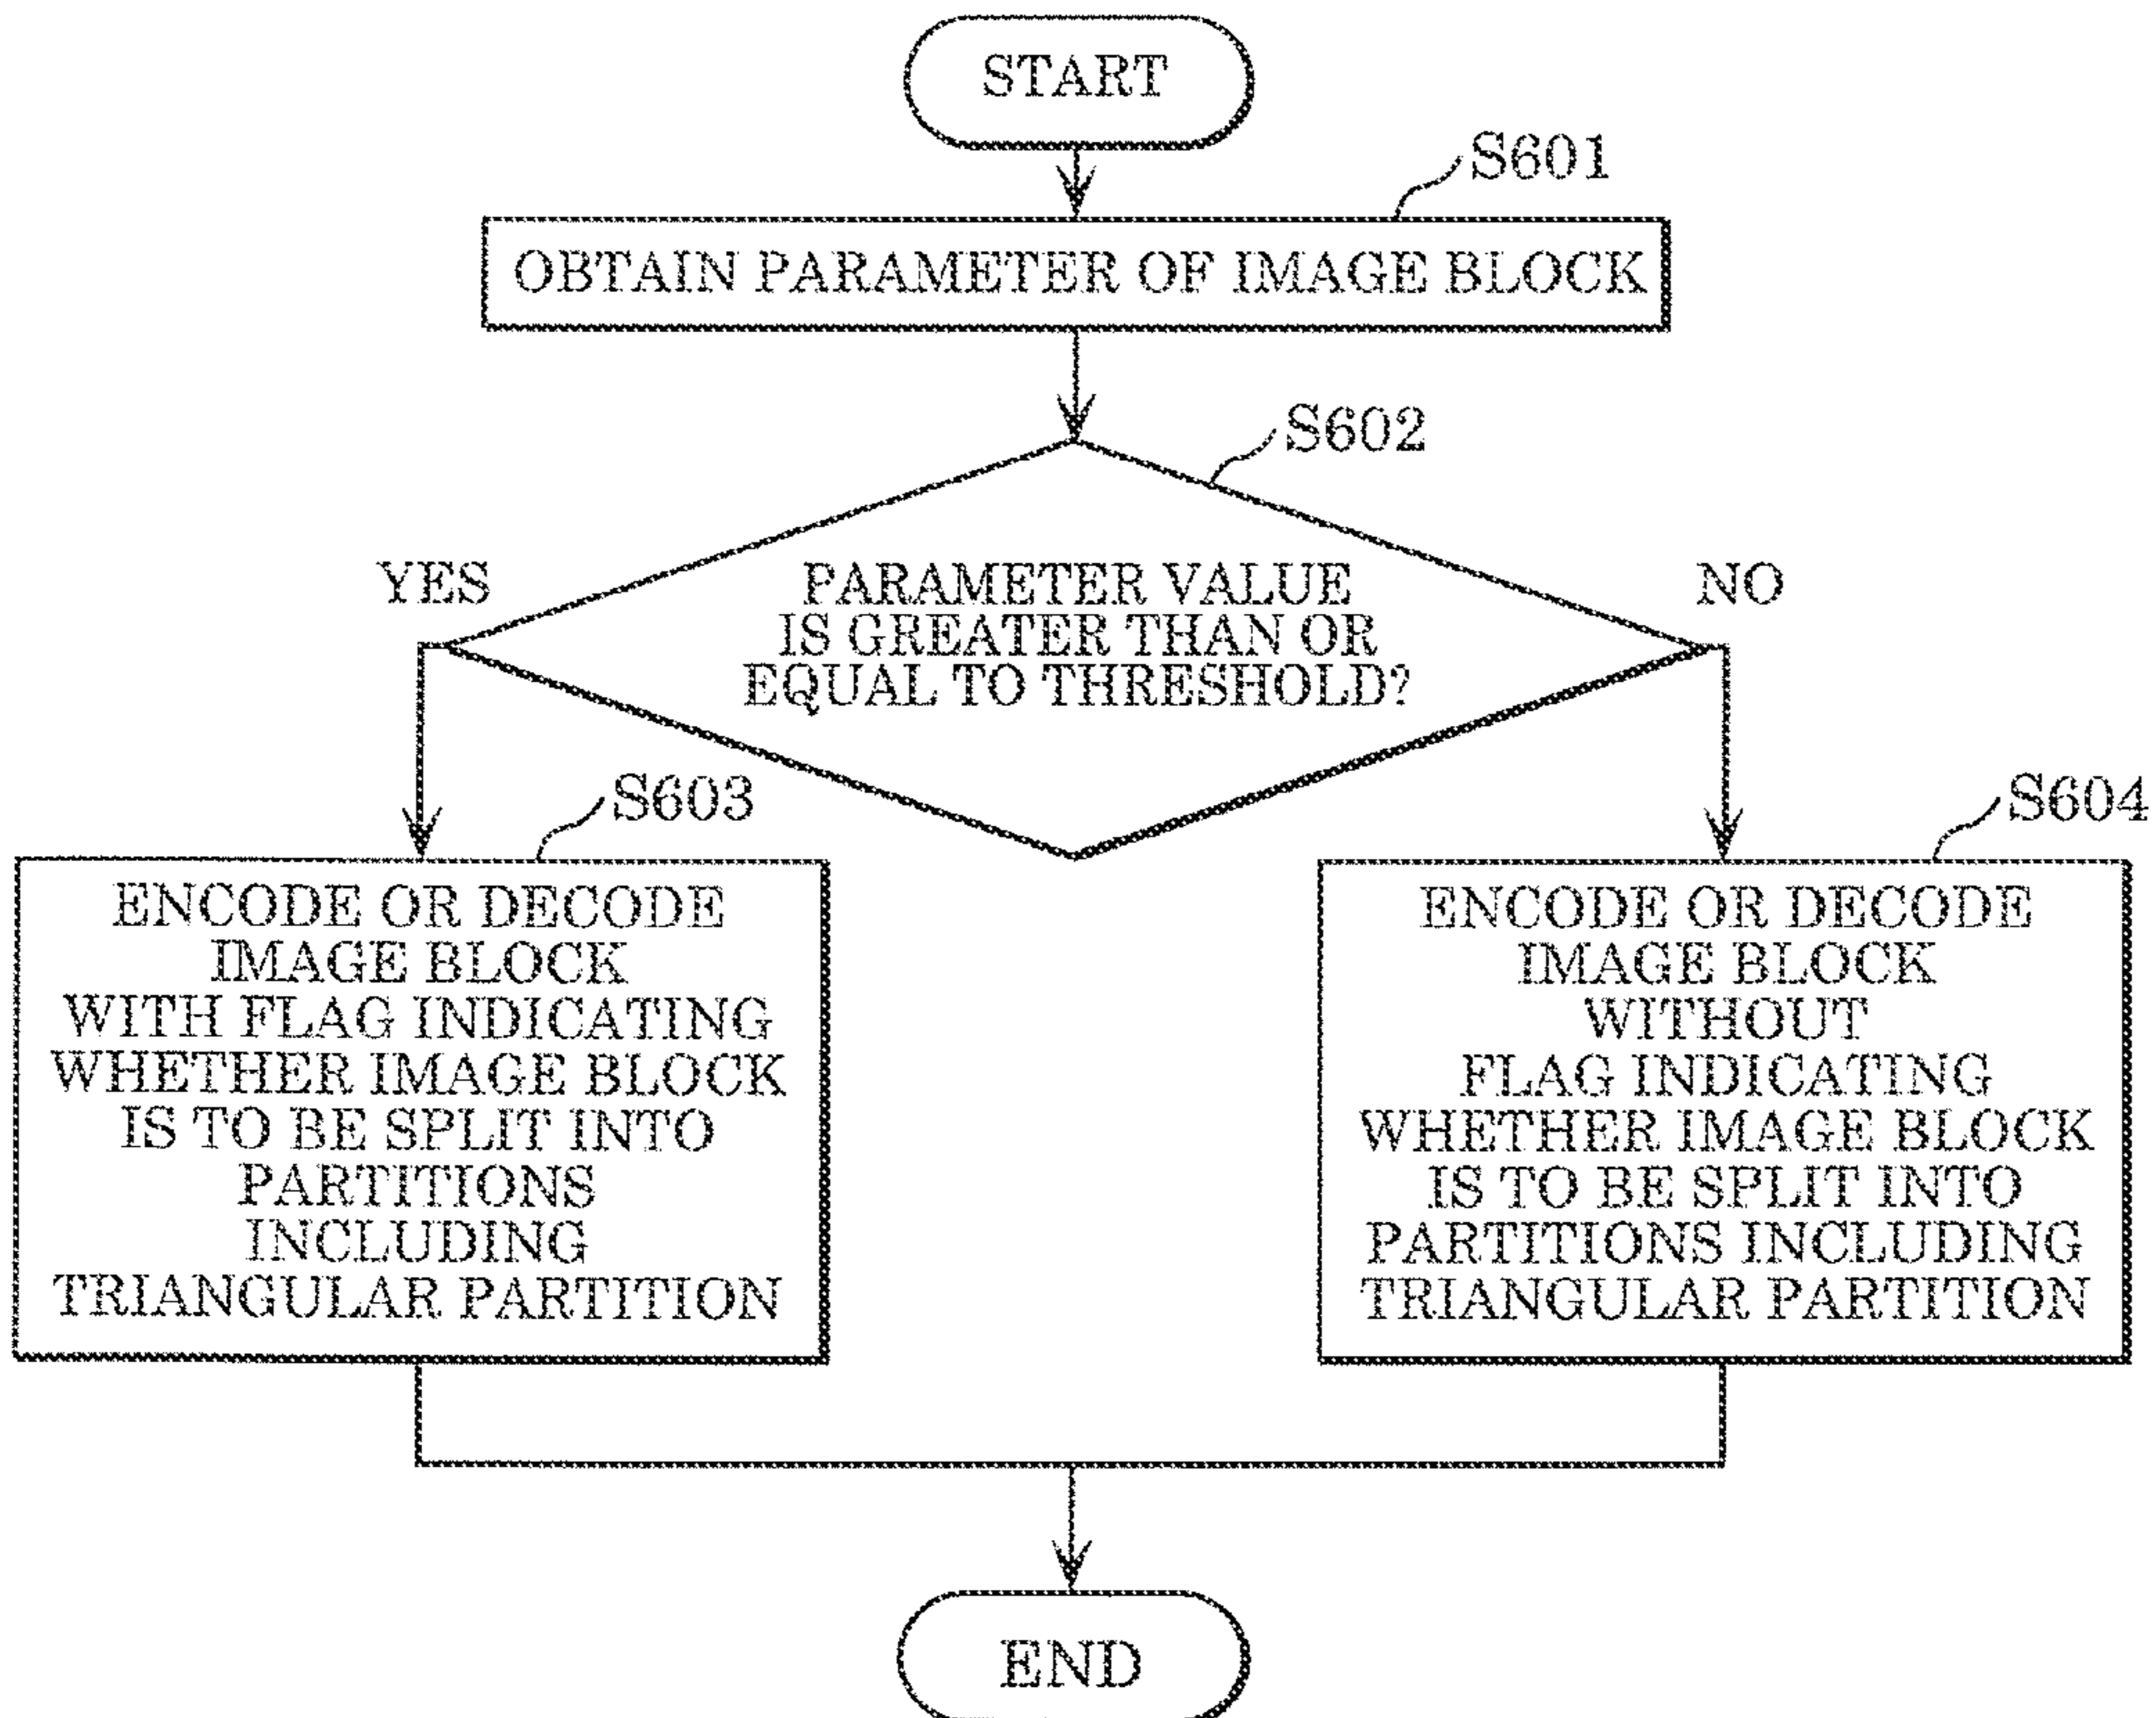 START
S601
OBTAIN PARAMETER OF IMAGE BLOCK
S602
YES
PARAMETER VALUE
IS GREATER THAN OR
EQUAL TO THRESHOLD?
NO
S603
ENCODE OR DECODE
IMAGE BLOCK
WITH FLAG INDICATING
WHETHER IMAGE BLOCK
IS TO BE SPLIT INTO
PARTITIONS
INCLUDING
TRIANGULAR PARTITION
S604
ENCODE OR DECODE
IMAGE BLOCK
WITHOUT
FLAG INDICATING
WHETHER IMAGE BLOCK
IS TO BE SPLIT INTO
PARTITIONS INCLUDING
TRIANGULAR PARTITION
END